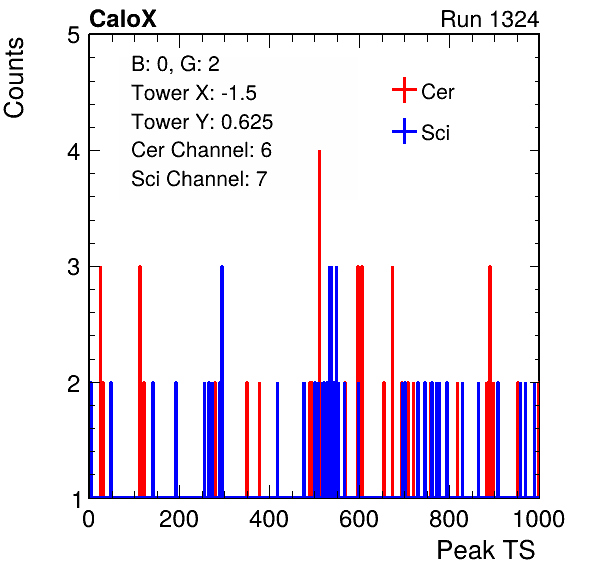 CaloX Run 1324
5
B: 0, G: 2
Tower X: -1.5
Tower Y: 0.625
Cer Channel: 6
Sci Channel: 7
Cer
Sci
Counts
4
3
2
1
0 200 400 600 800 1000
Peak TS